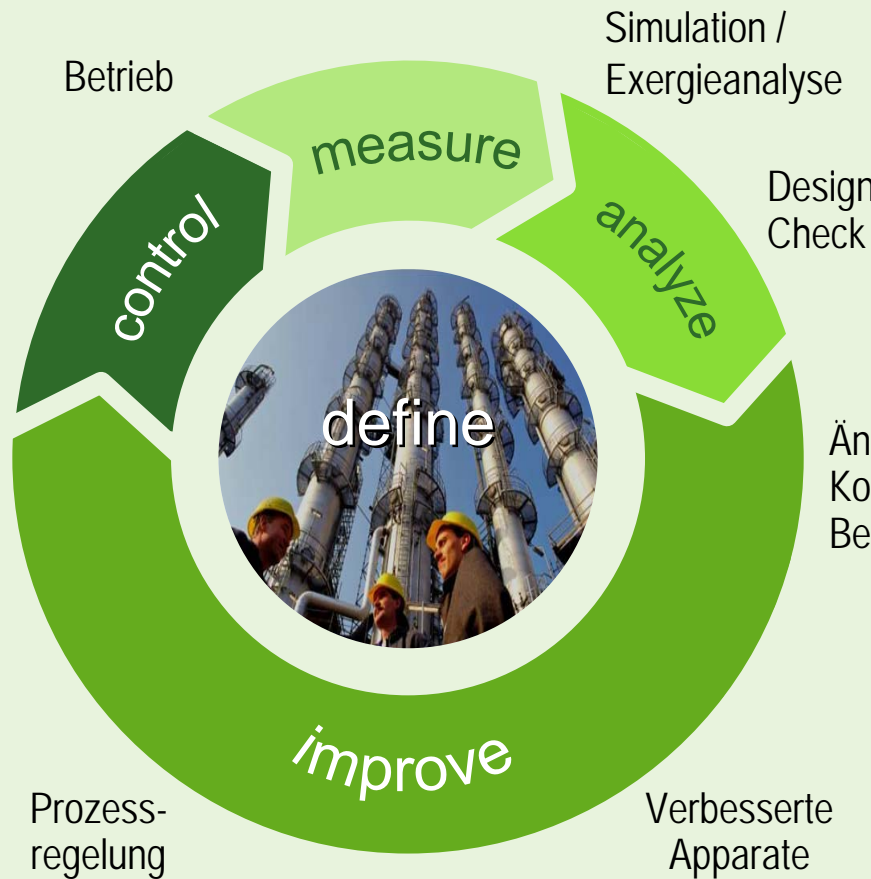 Simulation /
Exergieanalyse
Betrieb
measure
Design
Check
analyze
control
define
improve
Prozess-
regelung
Verbesserte
Apparate